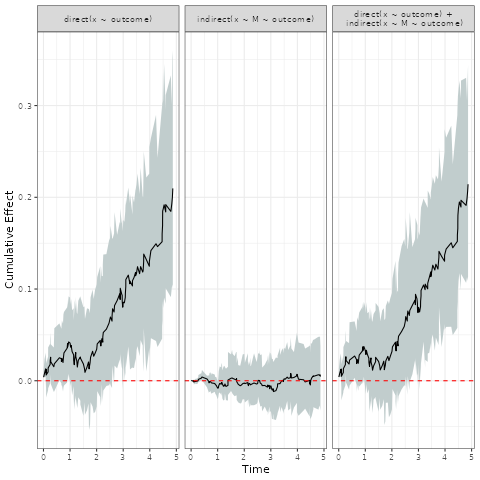 direct(x ~ outcome)
indirect(x ~ M ~ outcome)
direct(x ~ outcome) +
indirect(x ~ M ~ outcome)
Cumulative Effect
0.3
0.2
0.1
0.0
0 1 2 3 4 5
0 1 2 3 4 5
0 1 2 3 4 5
Time